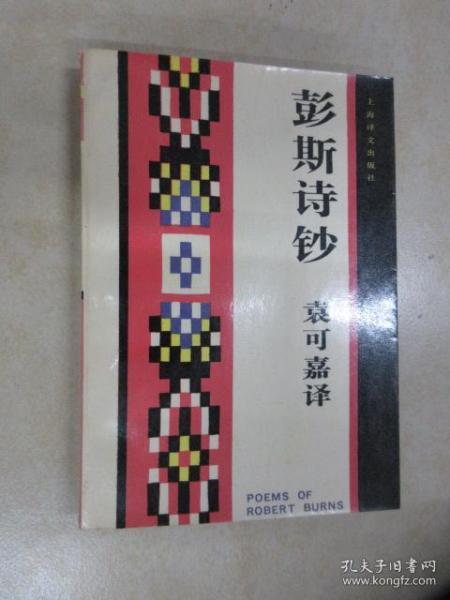 上海译文出版社
彭斯诗钞
袁可嘉译
POEMS OF
ROBERT BURNS
孔夫子旧书网
www.kongfz.com